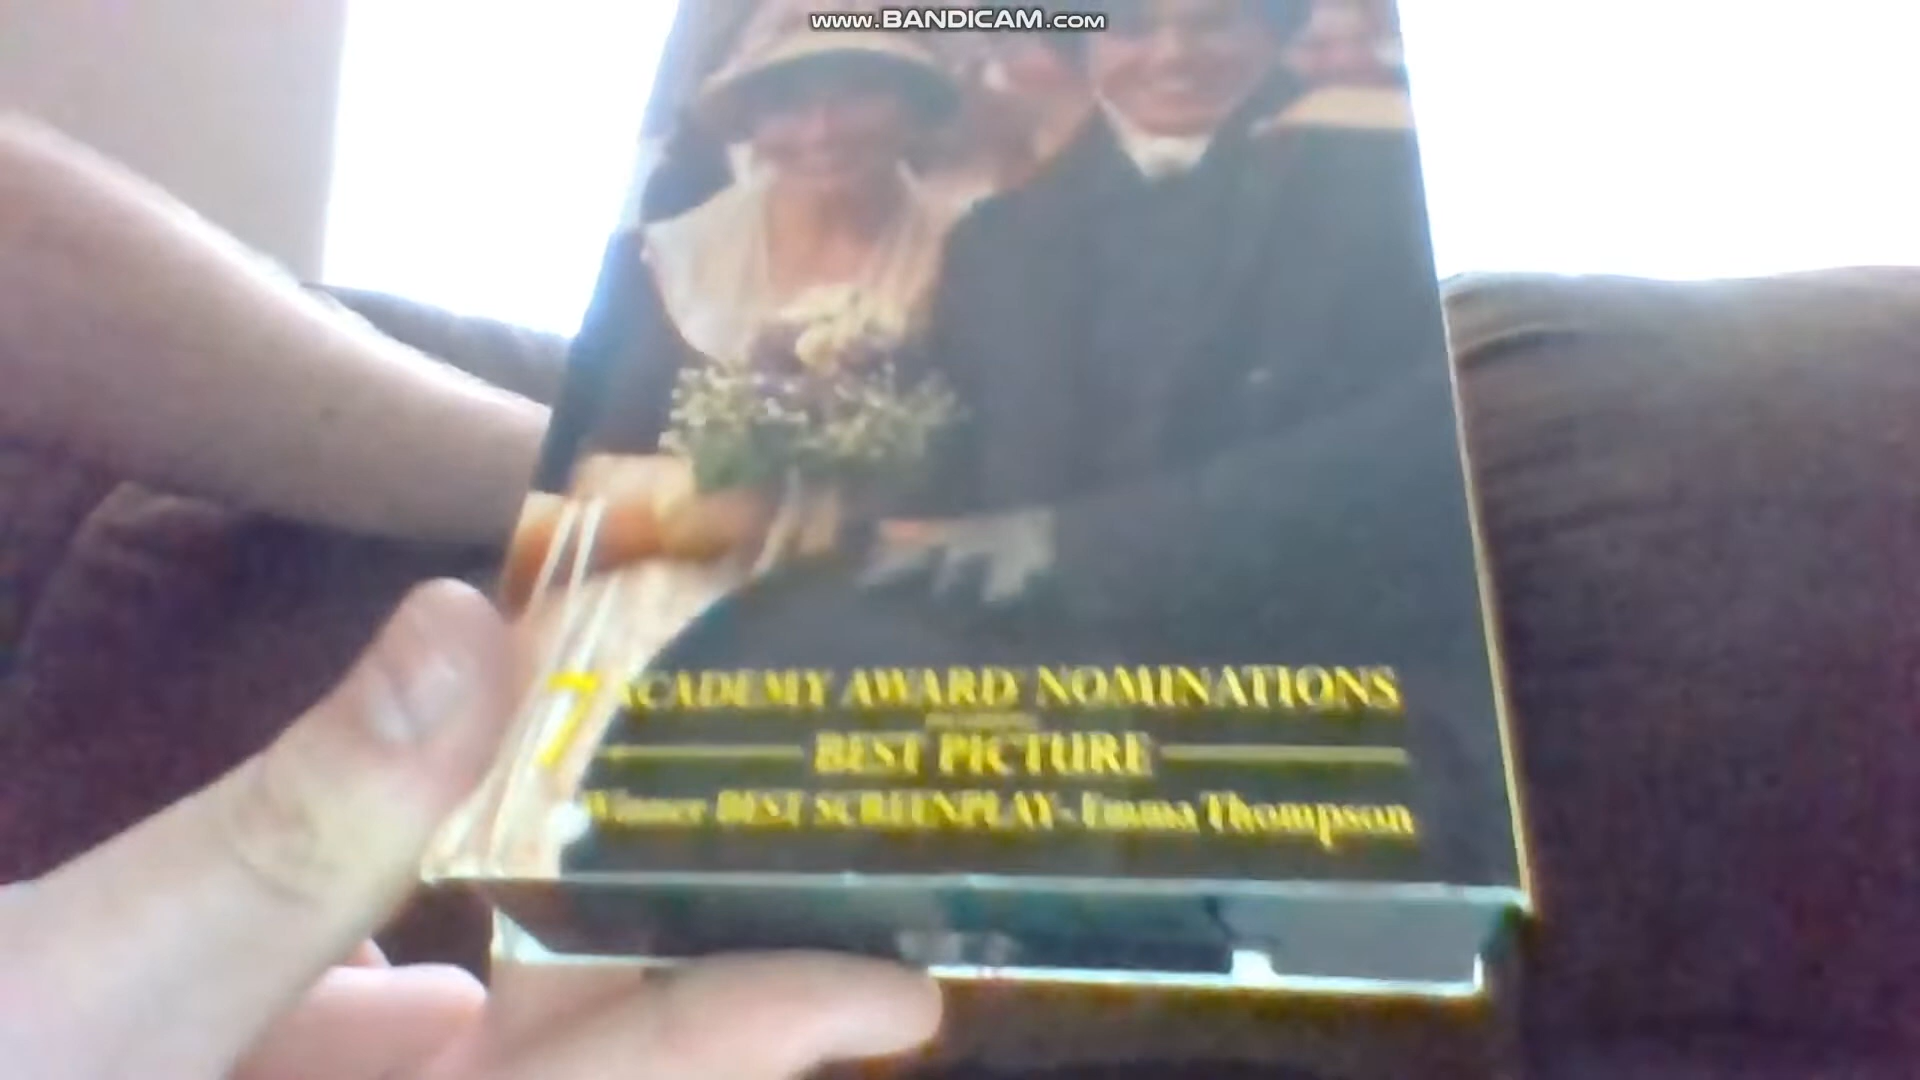 www.BANDICAM.com
7 ACADEMY AWARD NOMINATIONS
BEST PICTURE
Winner BEST SCREENPLAY - Emma Thompson